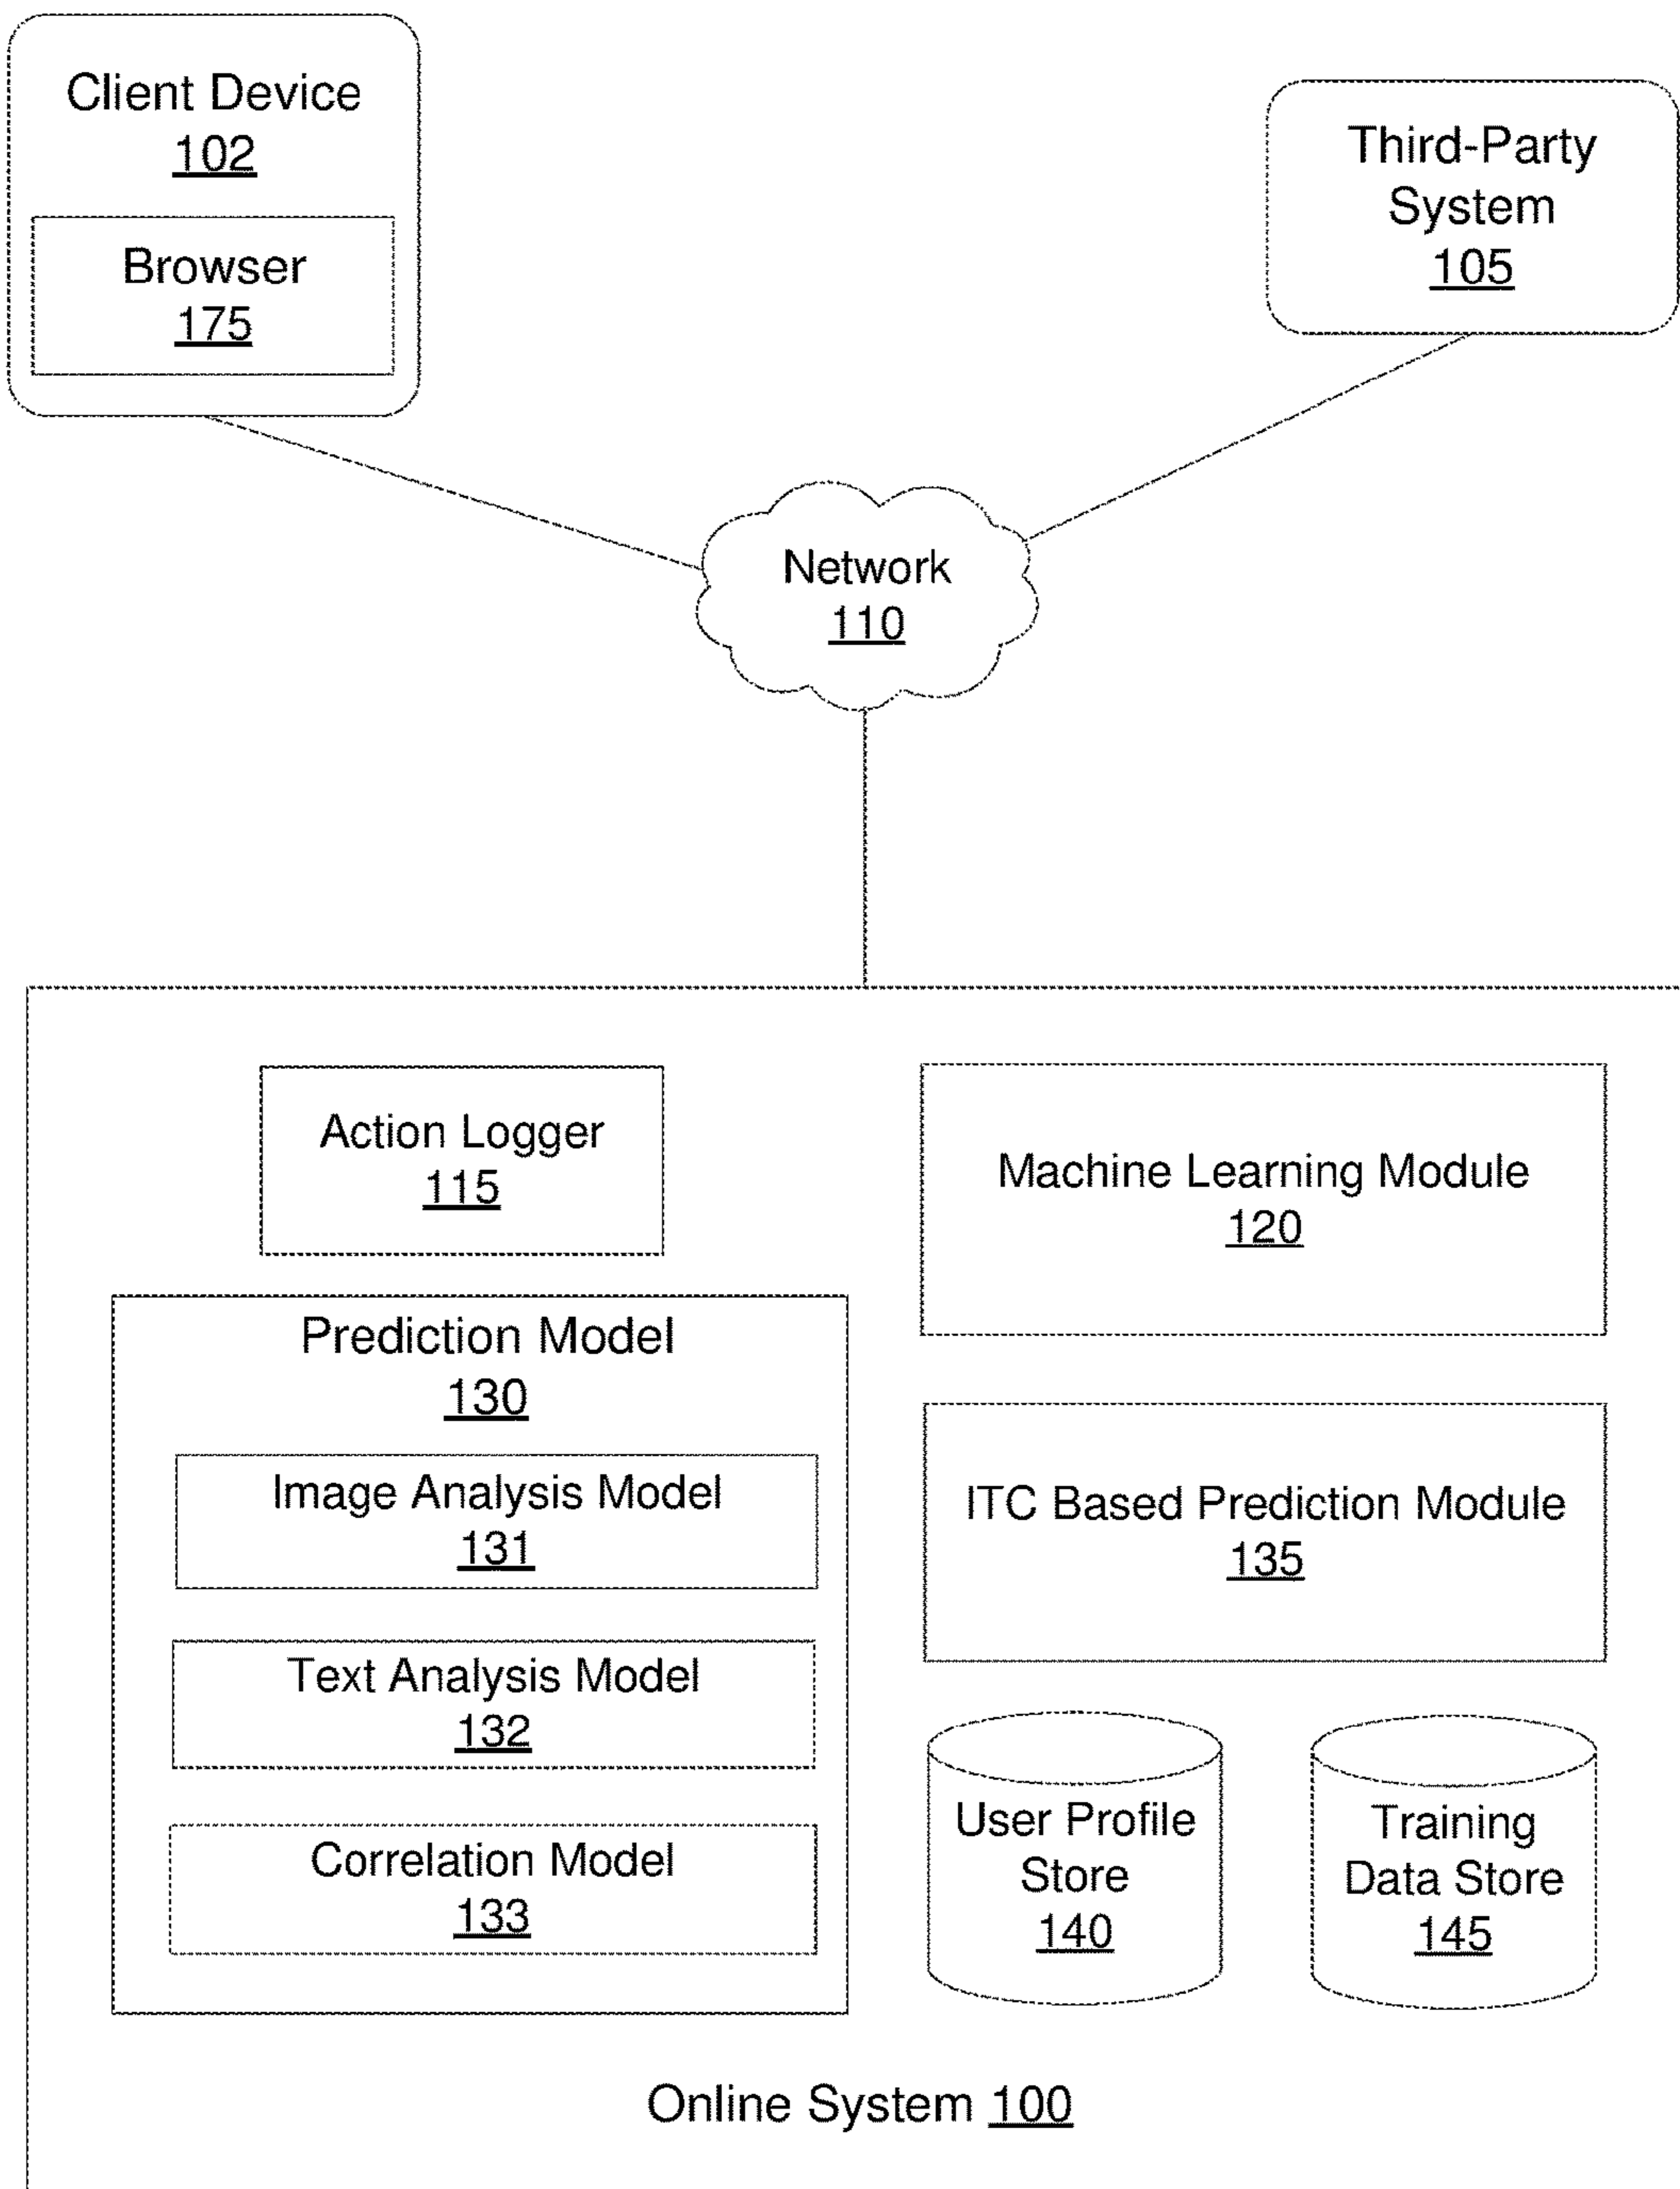 Client Device
102
Browser
175
Third-Party
System
105
Network
110
Action Logger
115
Machine Learning Module
120
Prediction Model
130
Image Analysis Model
131
Text Analysis Model
132
Correlation Model
133
ITC Based Prediction Module
135
User Profile
Store
140
Training
Data Store
145
Online System 100